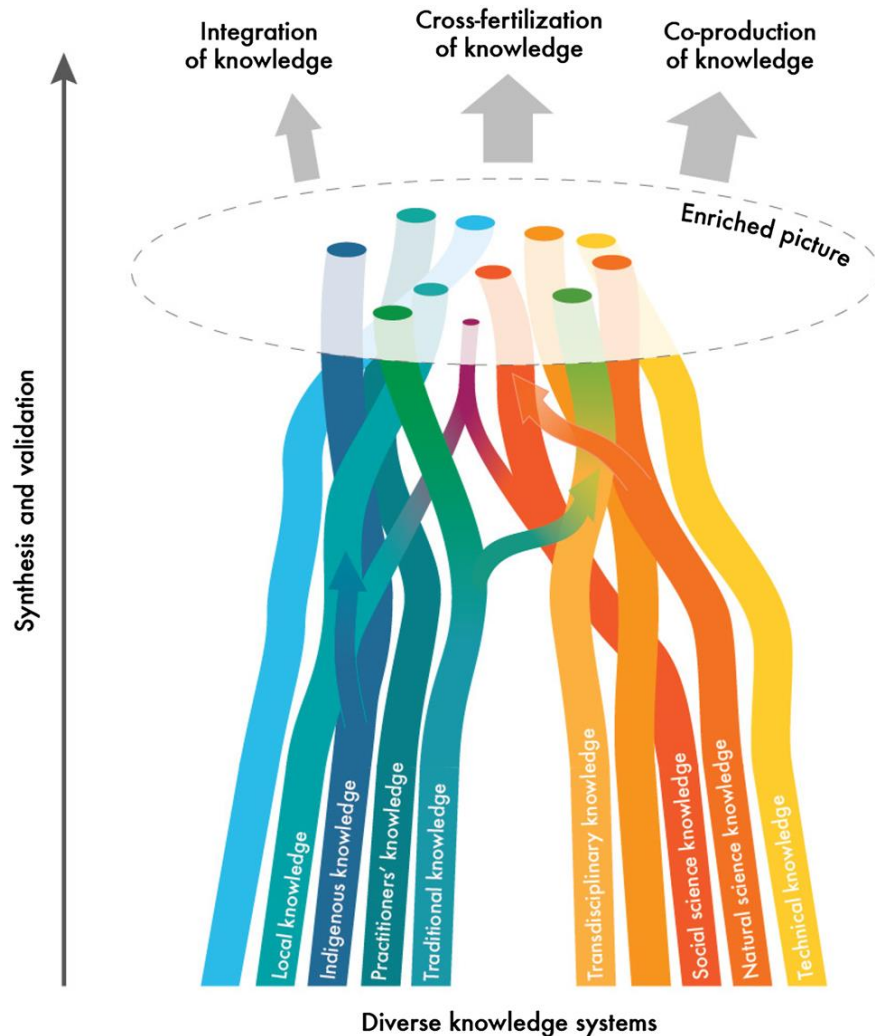 Integration
of knowledge
Cross-fertilization
of knowledge
Co-production
of knowledge
Enriched picture
Synthesis and validation
Local knowledge
Indigenous knowledge
Practitioners’ knowledge
Traditional knowledge
Transdisciplinary knowledge
Social science knowledge
Natural science knowledge
Technical knowledge
Diverse knowledge systems